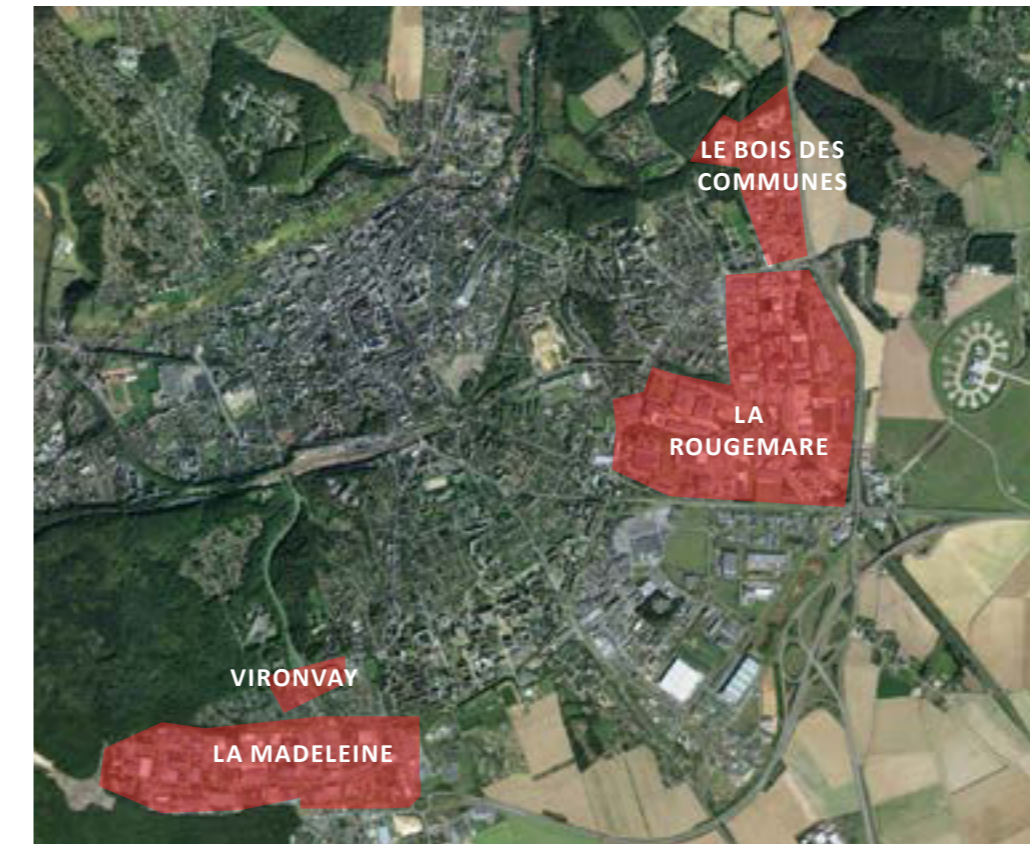 LE BOIS DES
COMMUNES
LA
ROUGEMARE
VIRONVAY
LA MADELEINE